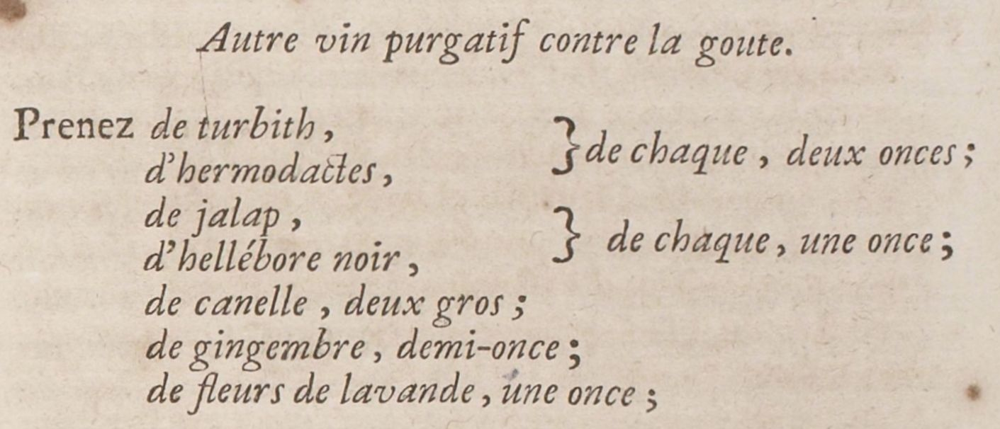 Autre vin purgatif contre la goute.
Prenez de turbith,
d'hermodactes,
} de chaque, deux onces;
de jalap,
d'hellébore noir,
} de chaque, une once;
de canelle, deux gros;
de gingembre, demi-once;
de fleurs de lavande, une once;